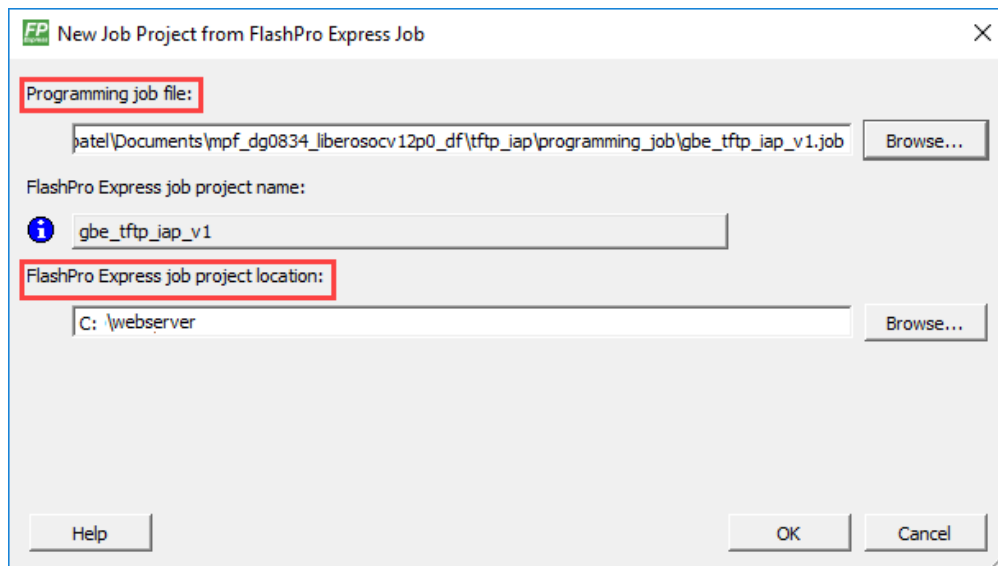 FP Express New Job Project from FlashPro Express Job
Programming job file:
patel\Documents\mpf_dg0834_liberosocv12p0_df\tftp_iap\programming_job\gbe_tftp_iap_v1.job Browse...
FlashPro Express job project name:
gbe_tftp_iap_v1
FlashPro Express job project location:
C: \webserver Browse...
Help OK Cancel